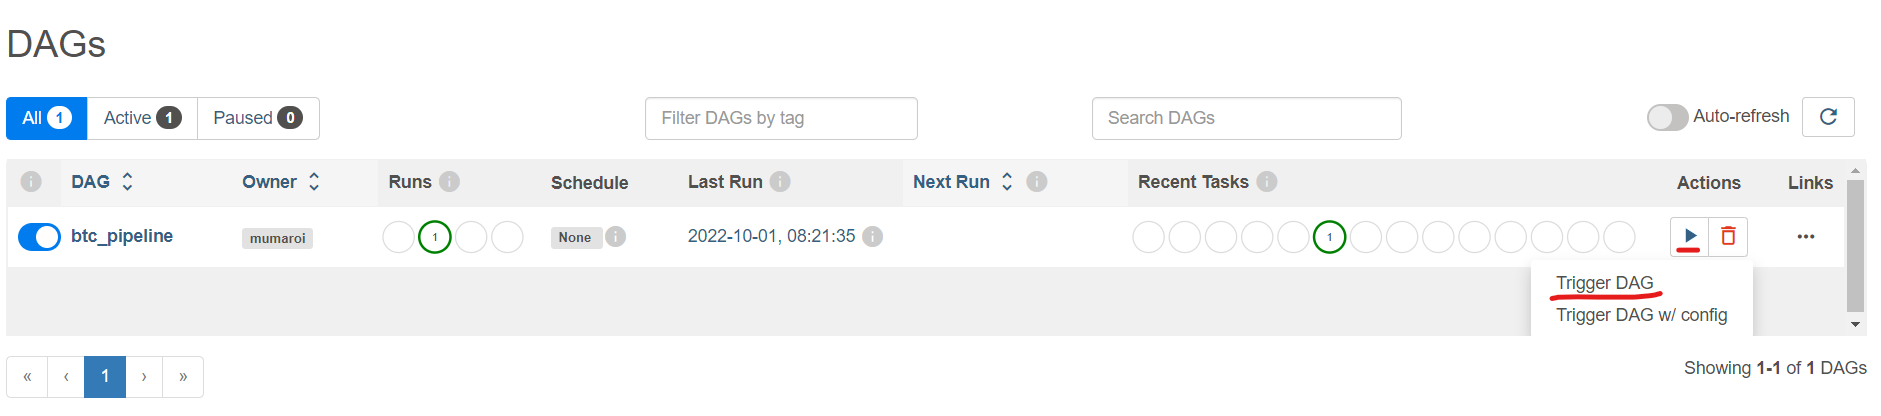 DAGs
All 1 Active 1 Paused 0 Filter DAGs by tag Search DAGs Auto-refresh
i DAG Owner Runs i Schedule Last Run i Next Run i Recent Tasks i Actions Links
btc_pipeline mumaroi 1 None i 2022-10-01, 08:21:35 i 1 ...
Trigger DAG
Trigger DAG w/ config
« ‹ 1 › » Showing 1-1 of 1 DAGs